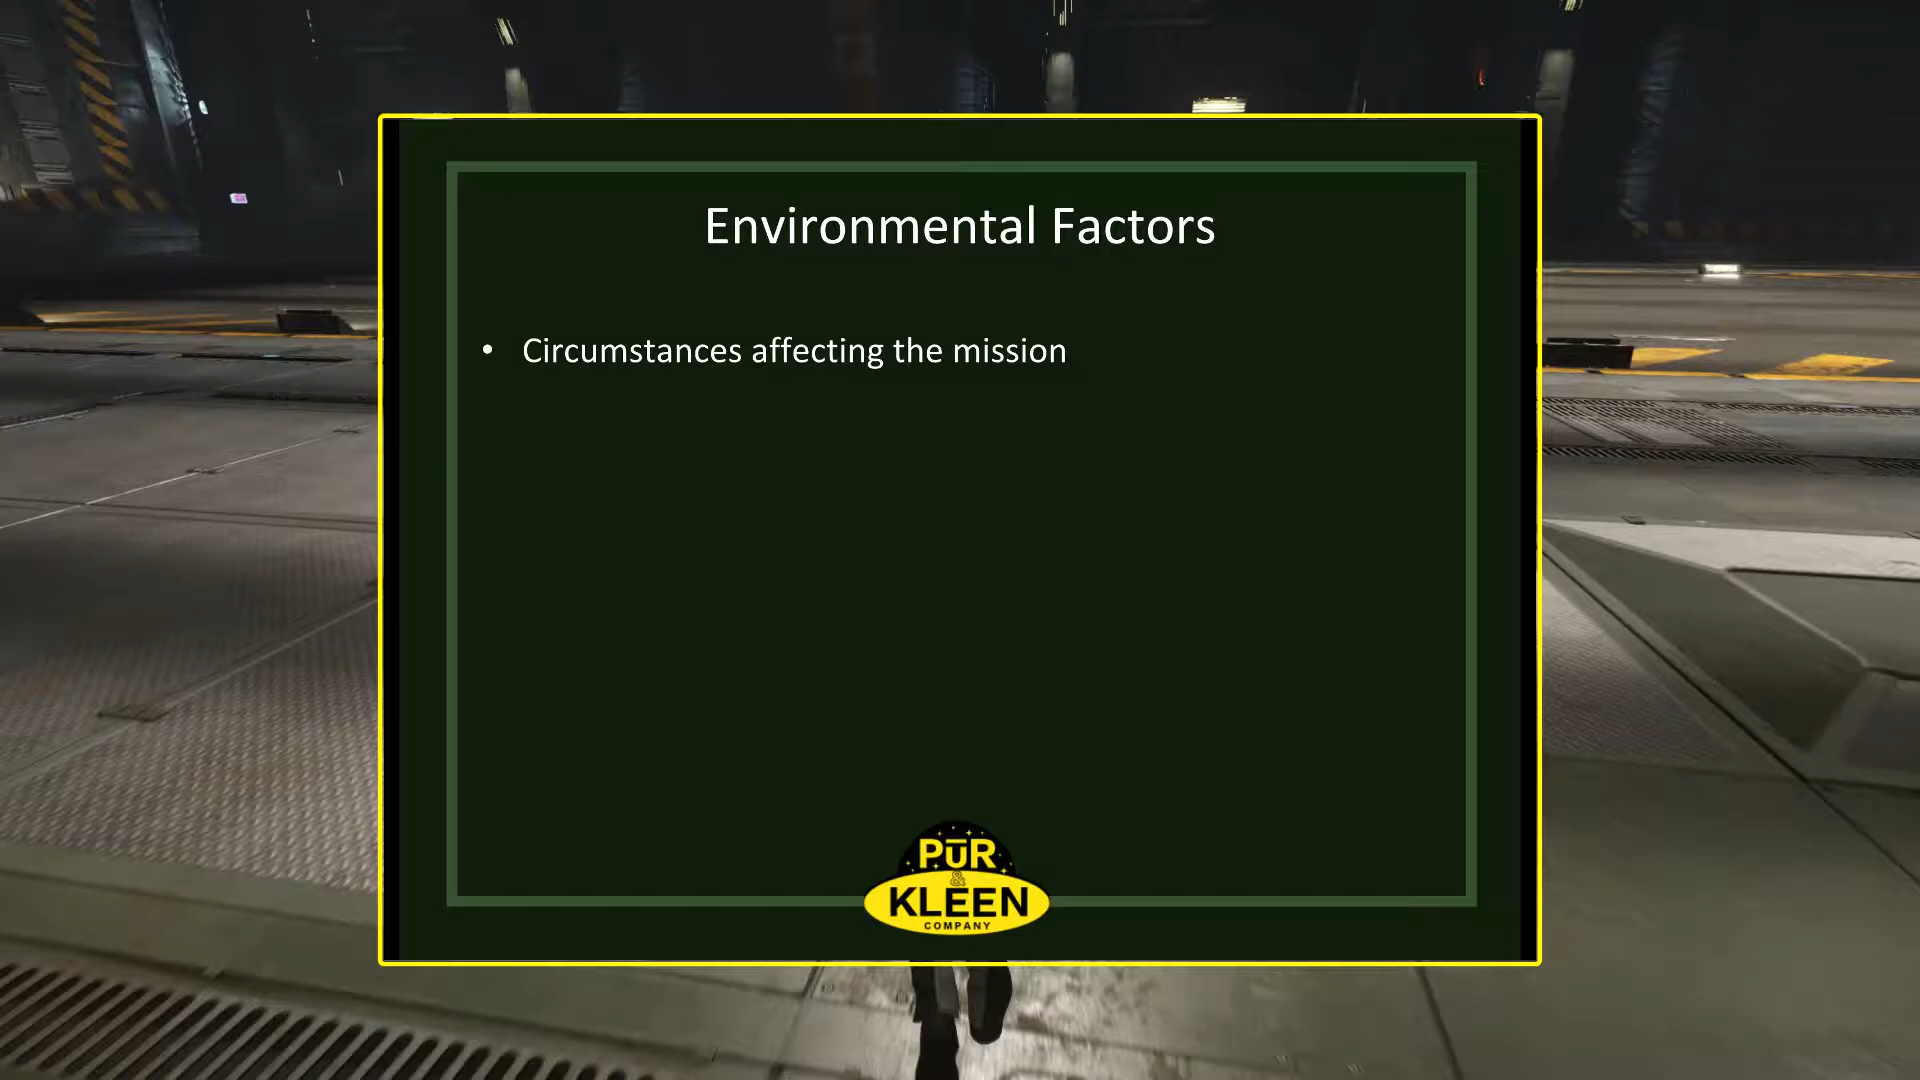 Environmental Factors
• Circumstances affecting the mission
PūR
&
KLEEN
COMPANY